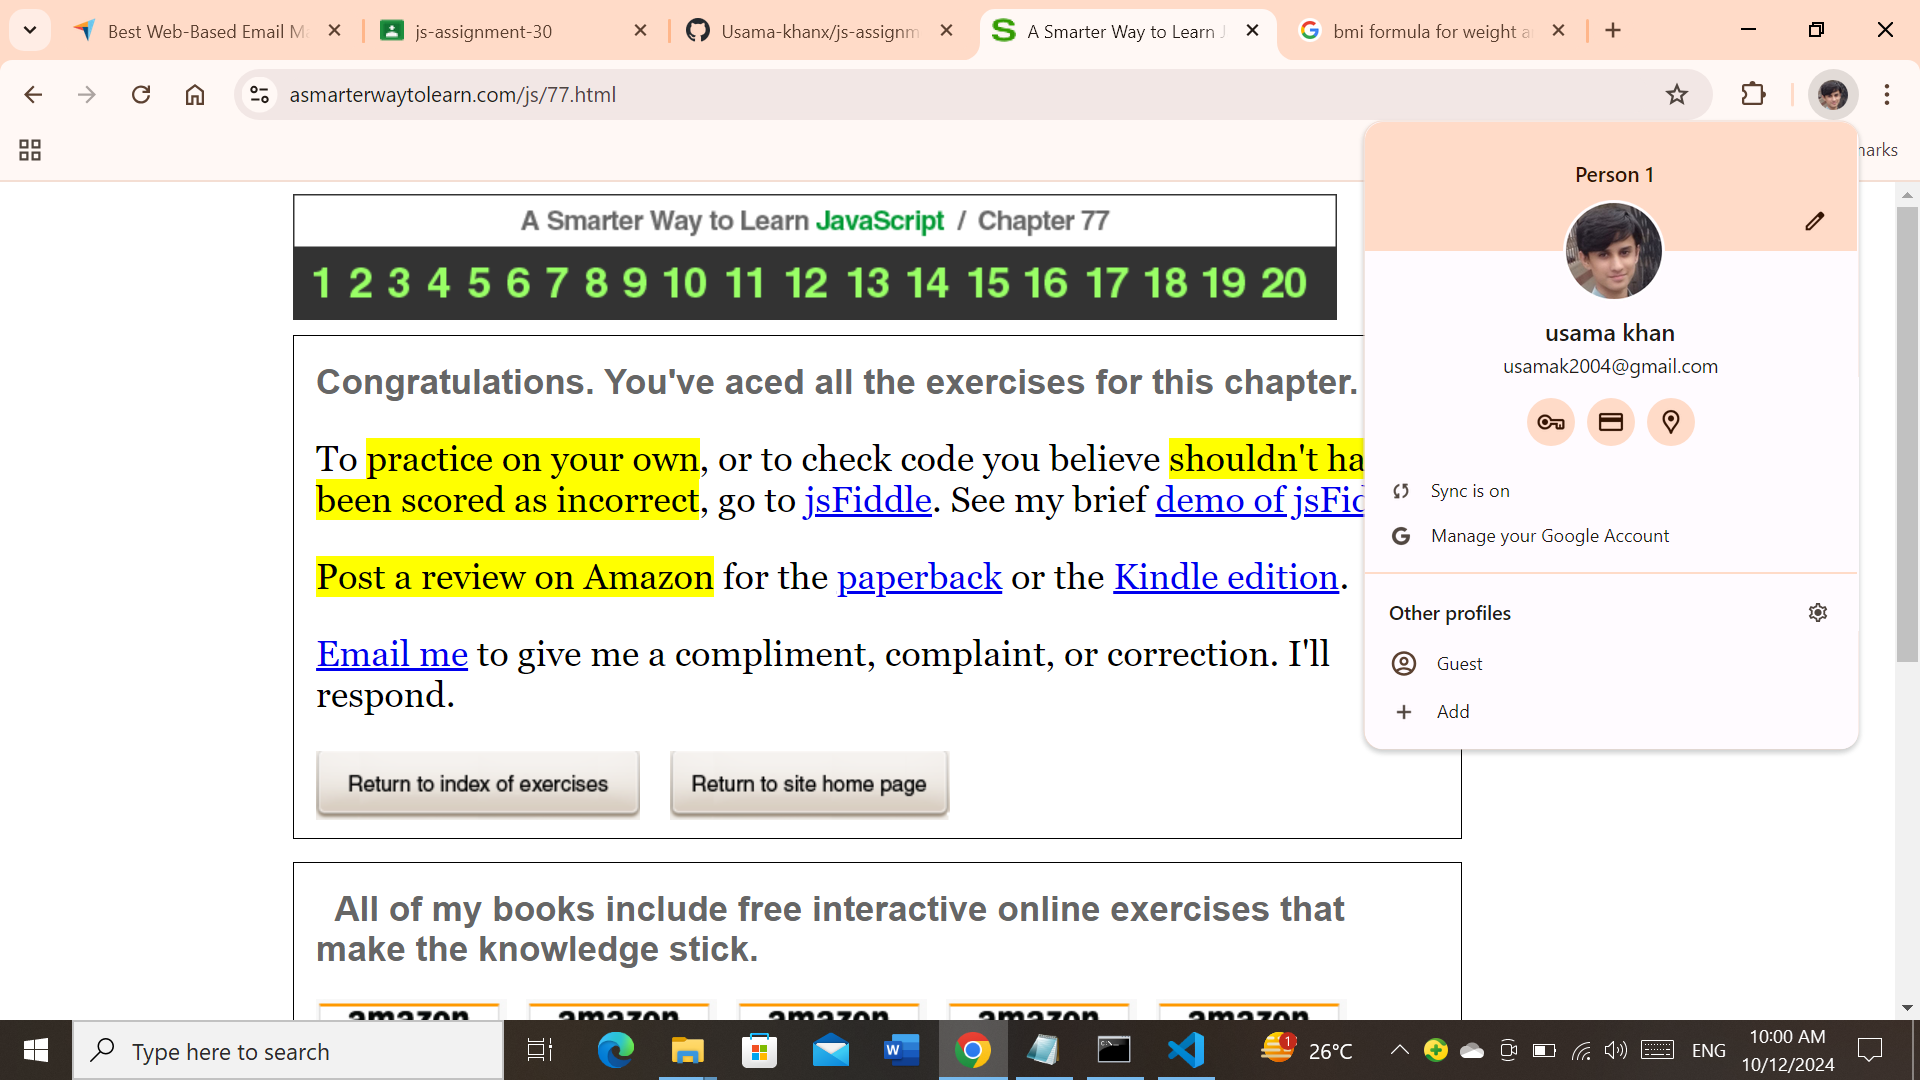 Best Web-Based Email Ma
js-assignment-30
Usama-khanx/js-assignm
A Smarter Way to Learn J
bmi formula for weight a
asmarterwaytolearn.com/js/77.html
marks
A Smarter Way to Learn JavaScript / Chapter 77
1 2 3 4 5 6 7 8 9 10 11 12 13 14 15 16 17 18 19 20
Congratulations. You've aced all the exercises for this chapter.
To practice on your own, or to check code you believe shouldn't ha
been scored as incorrect, go to jsFiddle. See my brief demo of jsFid
Post a review on Amazon for the paperback or the Kindle edition.
Email me to give me a compliment, complaint, or correction. I'll
respond.
Return to index of exercises
Return to site home page
All of my books include free interactive online exercises that
make the knowledge stick.
amazon amazon amazon amazon amazon
Person 1
usama khan
usamak2004@gmail.com
Sync is on
Manage your Google Account
Other profiles
Guest
Add
Type here to search
1
26°C
ENG
10:00 AM
10/12/2024